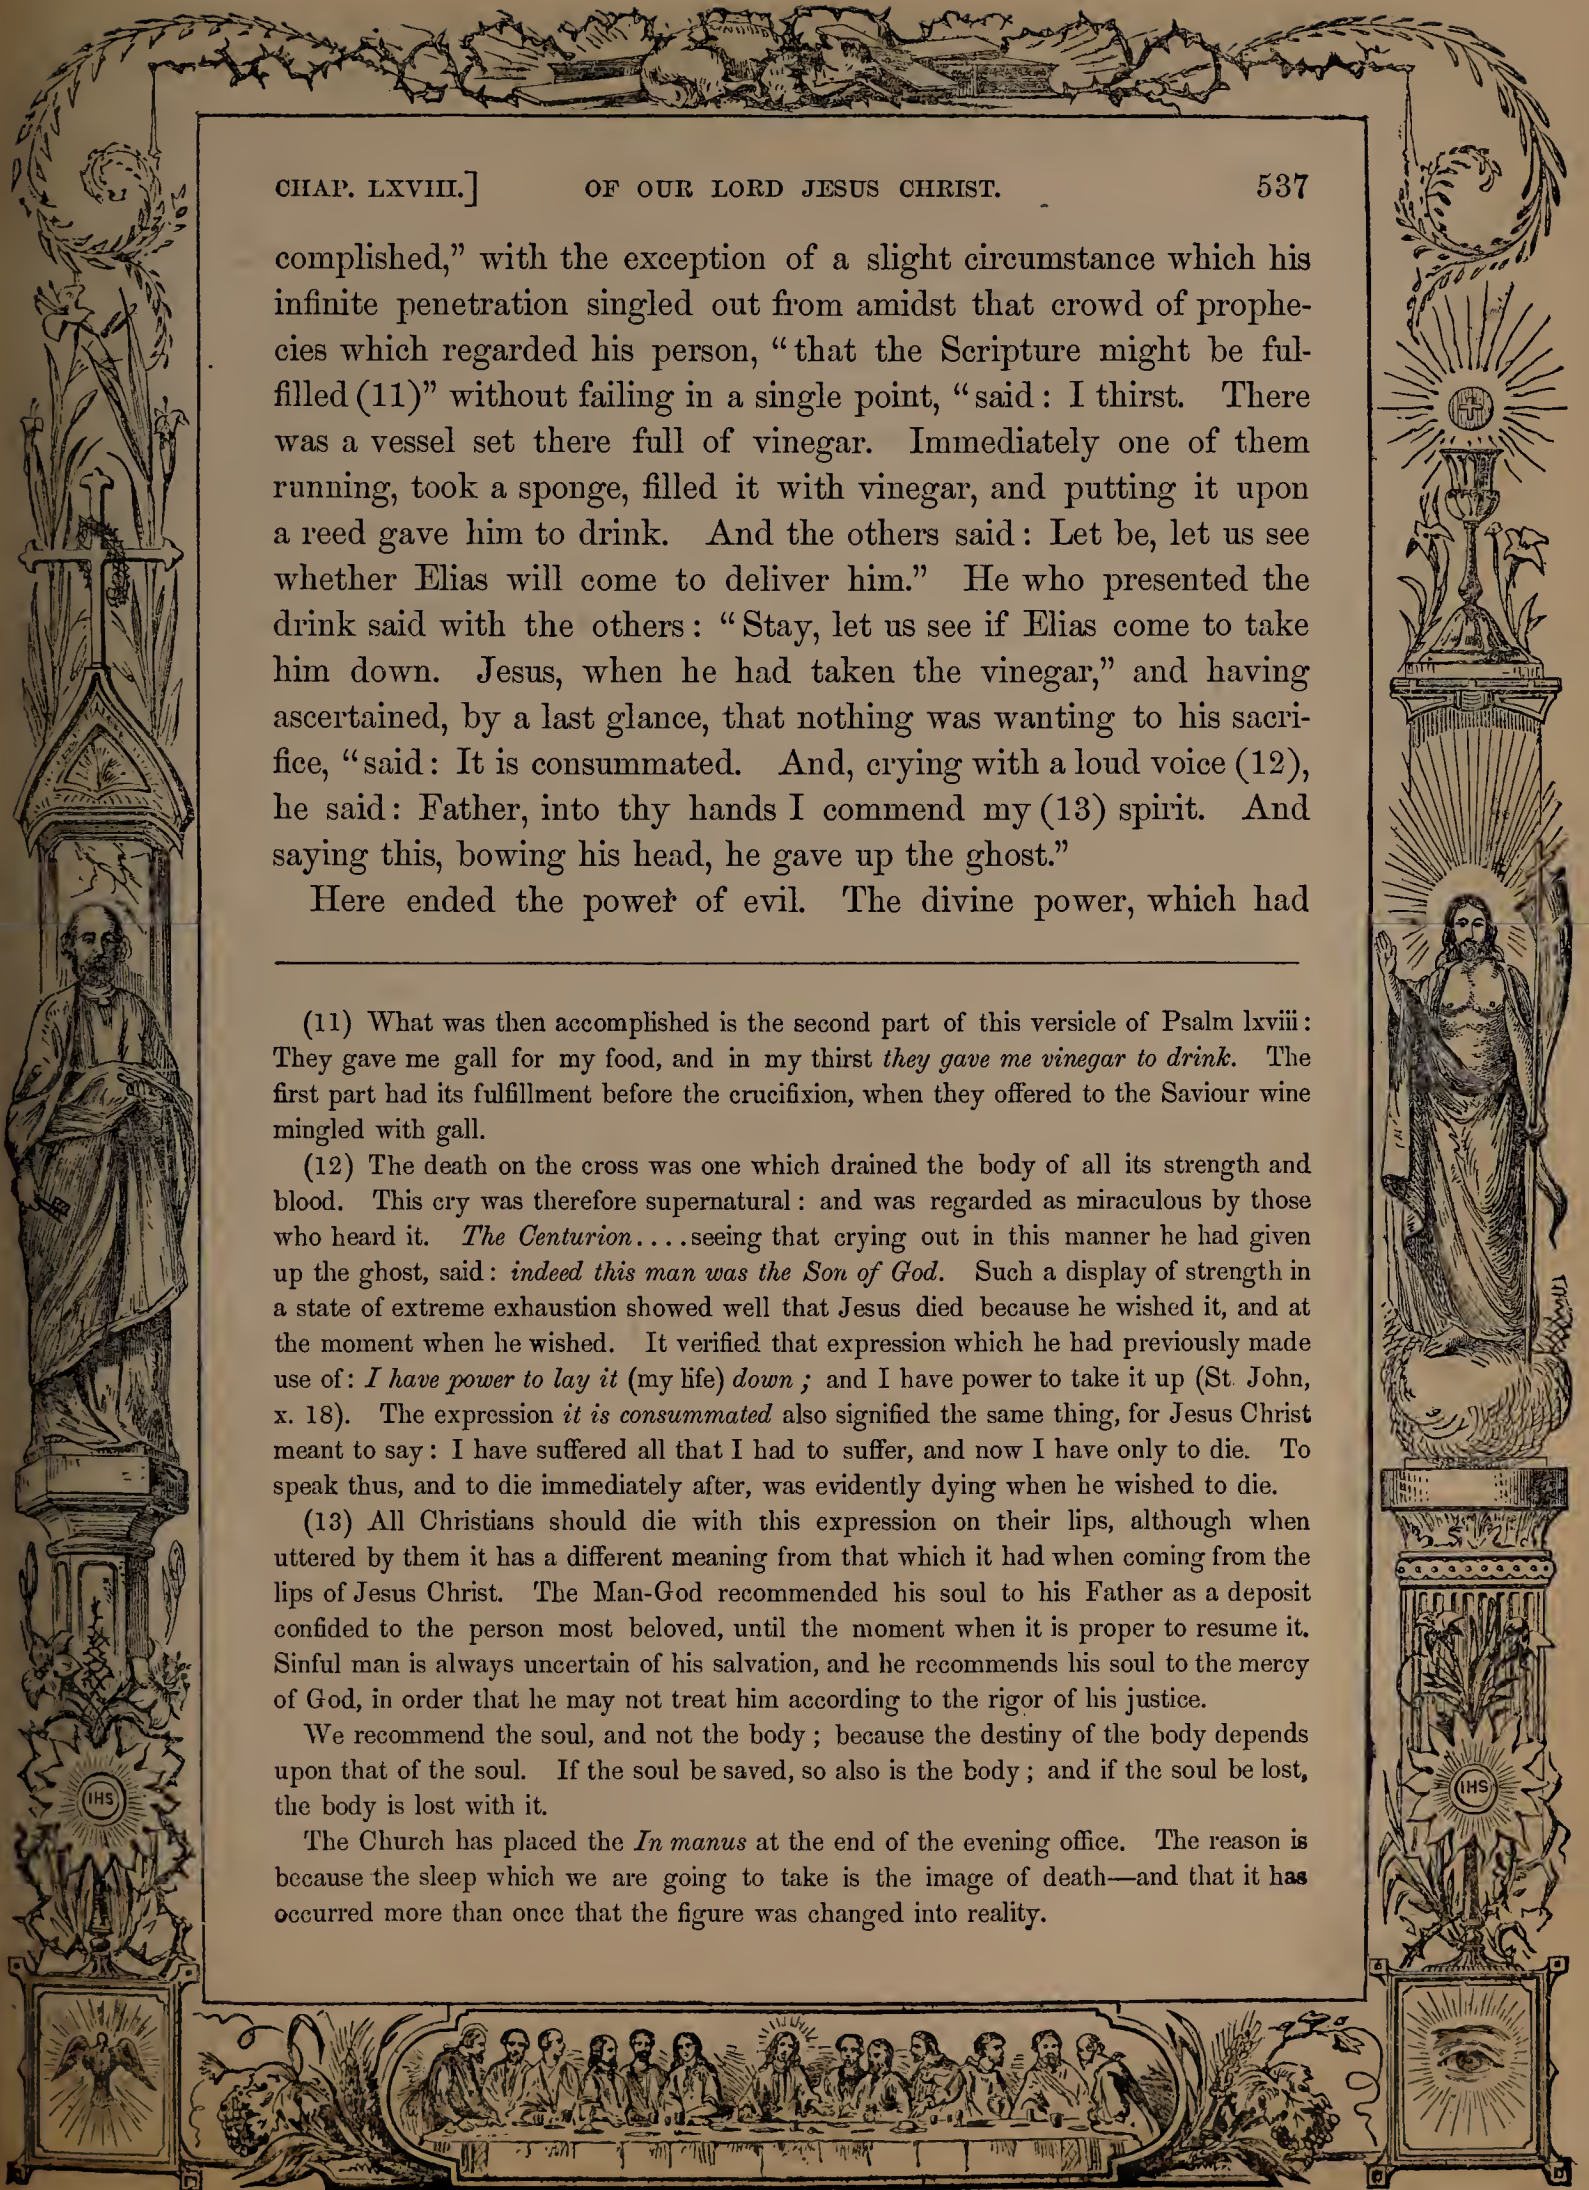 CHAP. LXVIII.] OF OUR LORD JESUS CHRIST. 537
complished,” with the exception of a slight circumstance which his
infinite penetration singled out from amidst that crowd of prophe-
cies which regarded his person, “that the Scripture might be ful-
filled (11)” without failing in a single point, “said: I thirst. There
was a vessel set there full of vinegar. Immediately one of them
running, took a sponge, filled it with vinegar, and putting it upon
a reed gave him to drink. And the others said: Let be, let us see
whether Elias will come to deliver him.” He who presented the
drink said with the others: “Stay, let us see if Elias come to take
him down. Jesus, when he had taken the vinegar,” and having
ascertained, by a last glance, that nothing was wanting to his sacri-
fice, “said: It is consummated. And, crying with a loud voice (12),
he said: Father, into thy hands I commend my (13) spirit. And
saying this, bowing his head, he gave up the ghost.”
Here ended the power of evil. The divine power, which had
(11) What was then accomplished is the second part of this versicle of Psalm lxviii:
They gave me gall for my food, and in my thirst they gave me vinegar to drink. The
first part had its fulfillment before the crucifixion, when they offered to the Saviour wine
mingled with gall.
(12) The death on the cross was one which drained the body of all its strength and
blood. This cry was therefore supernatural: and was regarded as miraculous by those
who heard it. The Centurion....seeing that crying out in this manner he had given
up the ghost, said: indeed this man was the Son of God. Such a display of strength in
a state of extreme exhaustion showed well that Jesus died because he wished it, and at
the moment when he wished. It verified that expression which he had previously made
use of: I have power to lay it (my life) down; and I have power to take it up (St. John,
x. 18). The expression it is consummated also signified the same thing, for Jesus Christ
meant to say: I have suffered all that I had to suffer, and now I have only to die. To
speak thus, and to die immediately after, was evidently dying when he wished to die.
(13) All Christians should die with this expression on their lips, although when
uttered by them it has a different meaning from that which it had when coming from the
lips of Jesus Christ. The Man-God recommended his soul to his Father as a deposit
confided to the person most beloved, until the moment when it is proper to resume it.
Sinful man is always uncertain of his salvation, and he recommends his soul to the mercy
of God, in order that he may not treat him according to the rigor of his justice.
We recommend the soul, and not the body; because the destiny of the body depends
upon that of the soul. If the soul be saved, so also is the body; and if the soul be lost,
the body is lost with it.
The Church has placed the In manus at the end of the evening office. The reason is
because the sleep which we are going to take is the image of death—and that it has
occurred more than once that the figure was changed into reality.
IHS
IHS